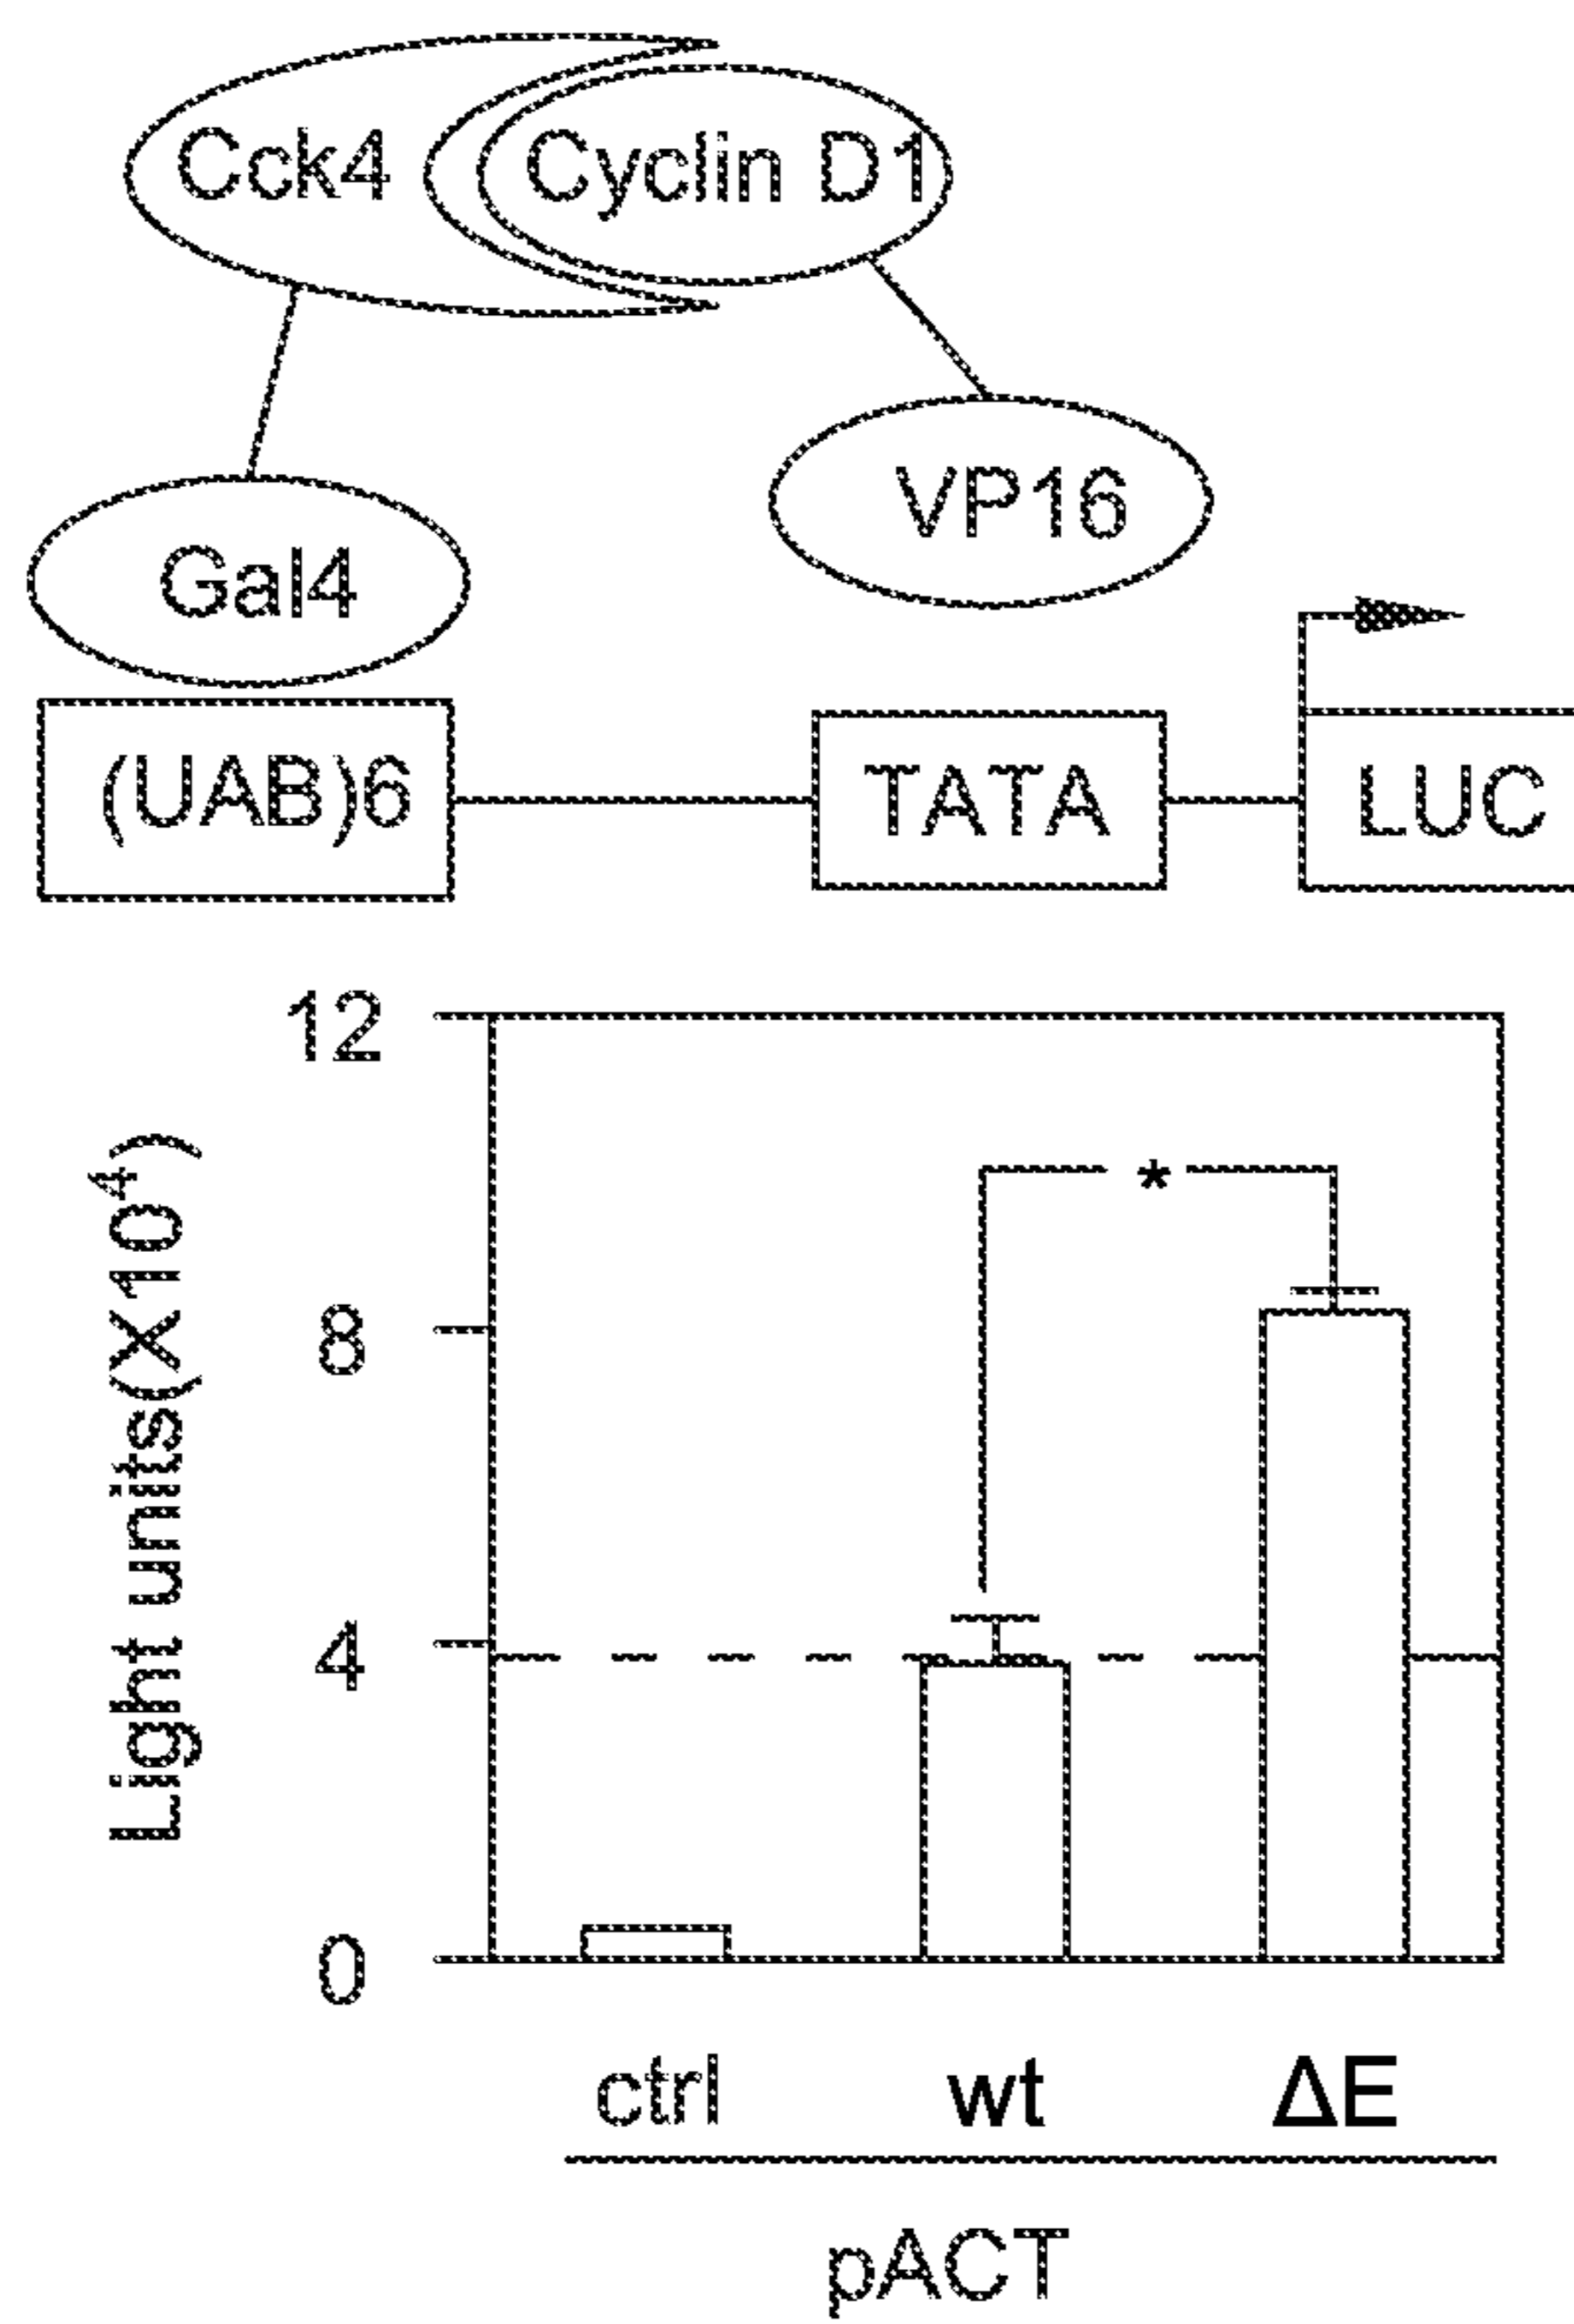 Cck4 Cyclin D1
VP16
Gal4
(UAB)6 TATA LUC
12
8
4
0
Light units(X10⁴)
*
ctrl wt ΔE
pACT